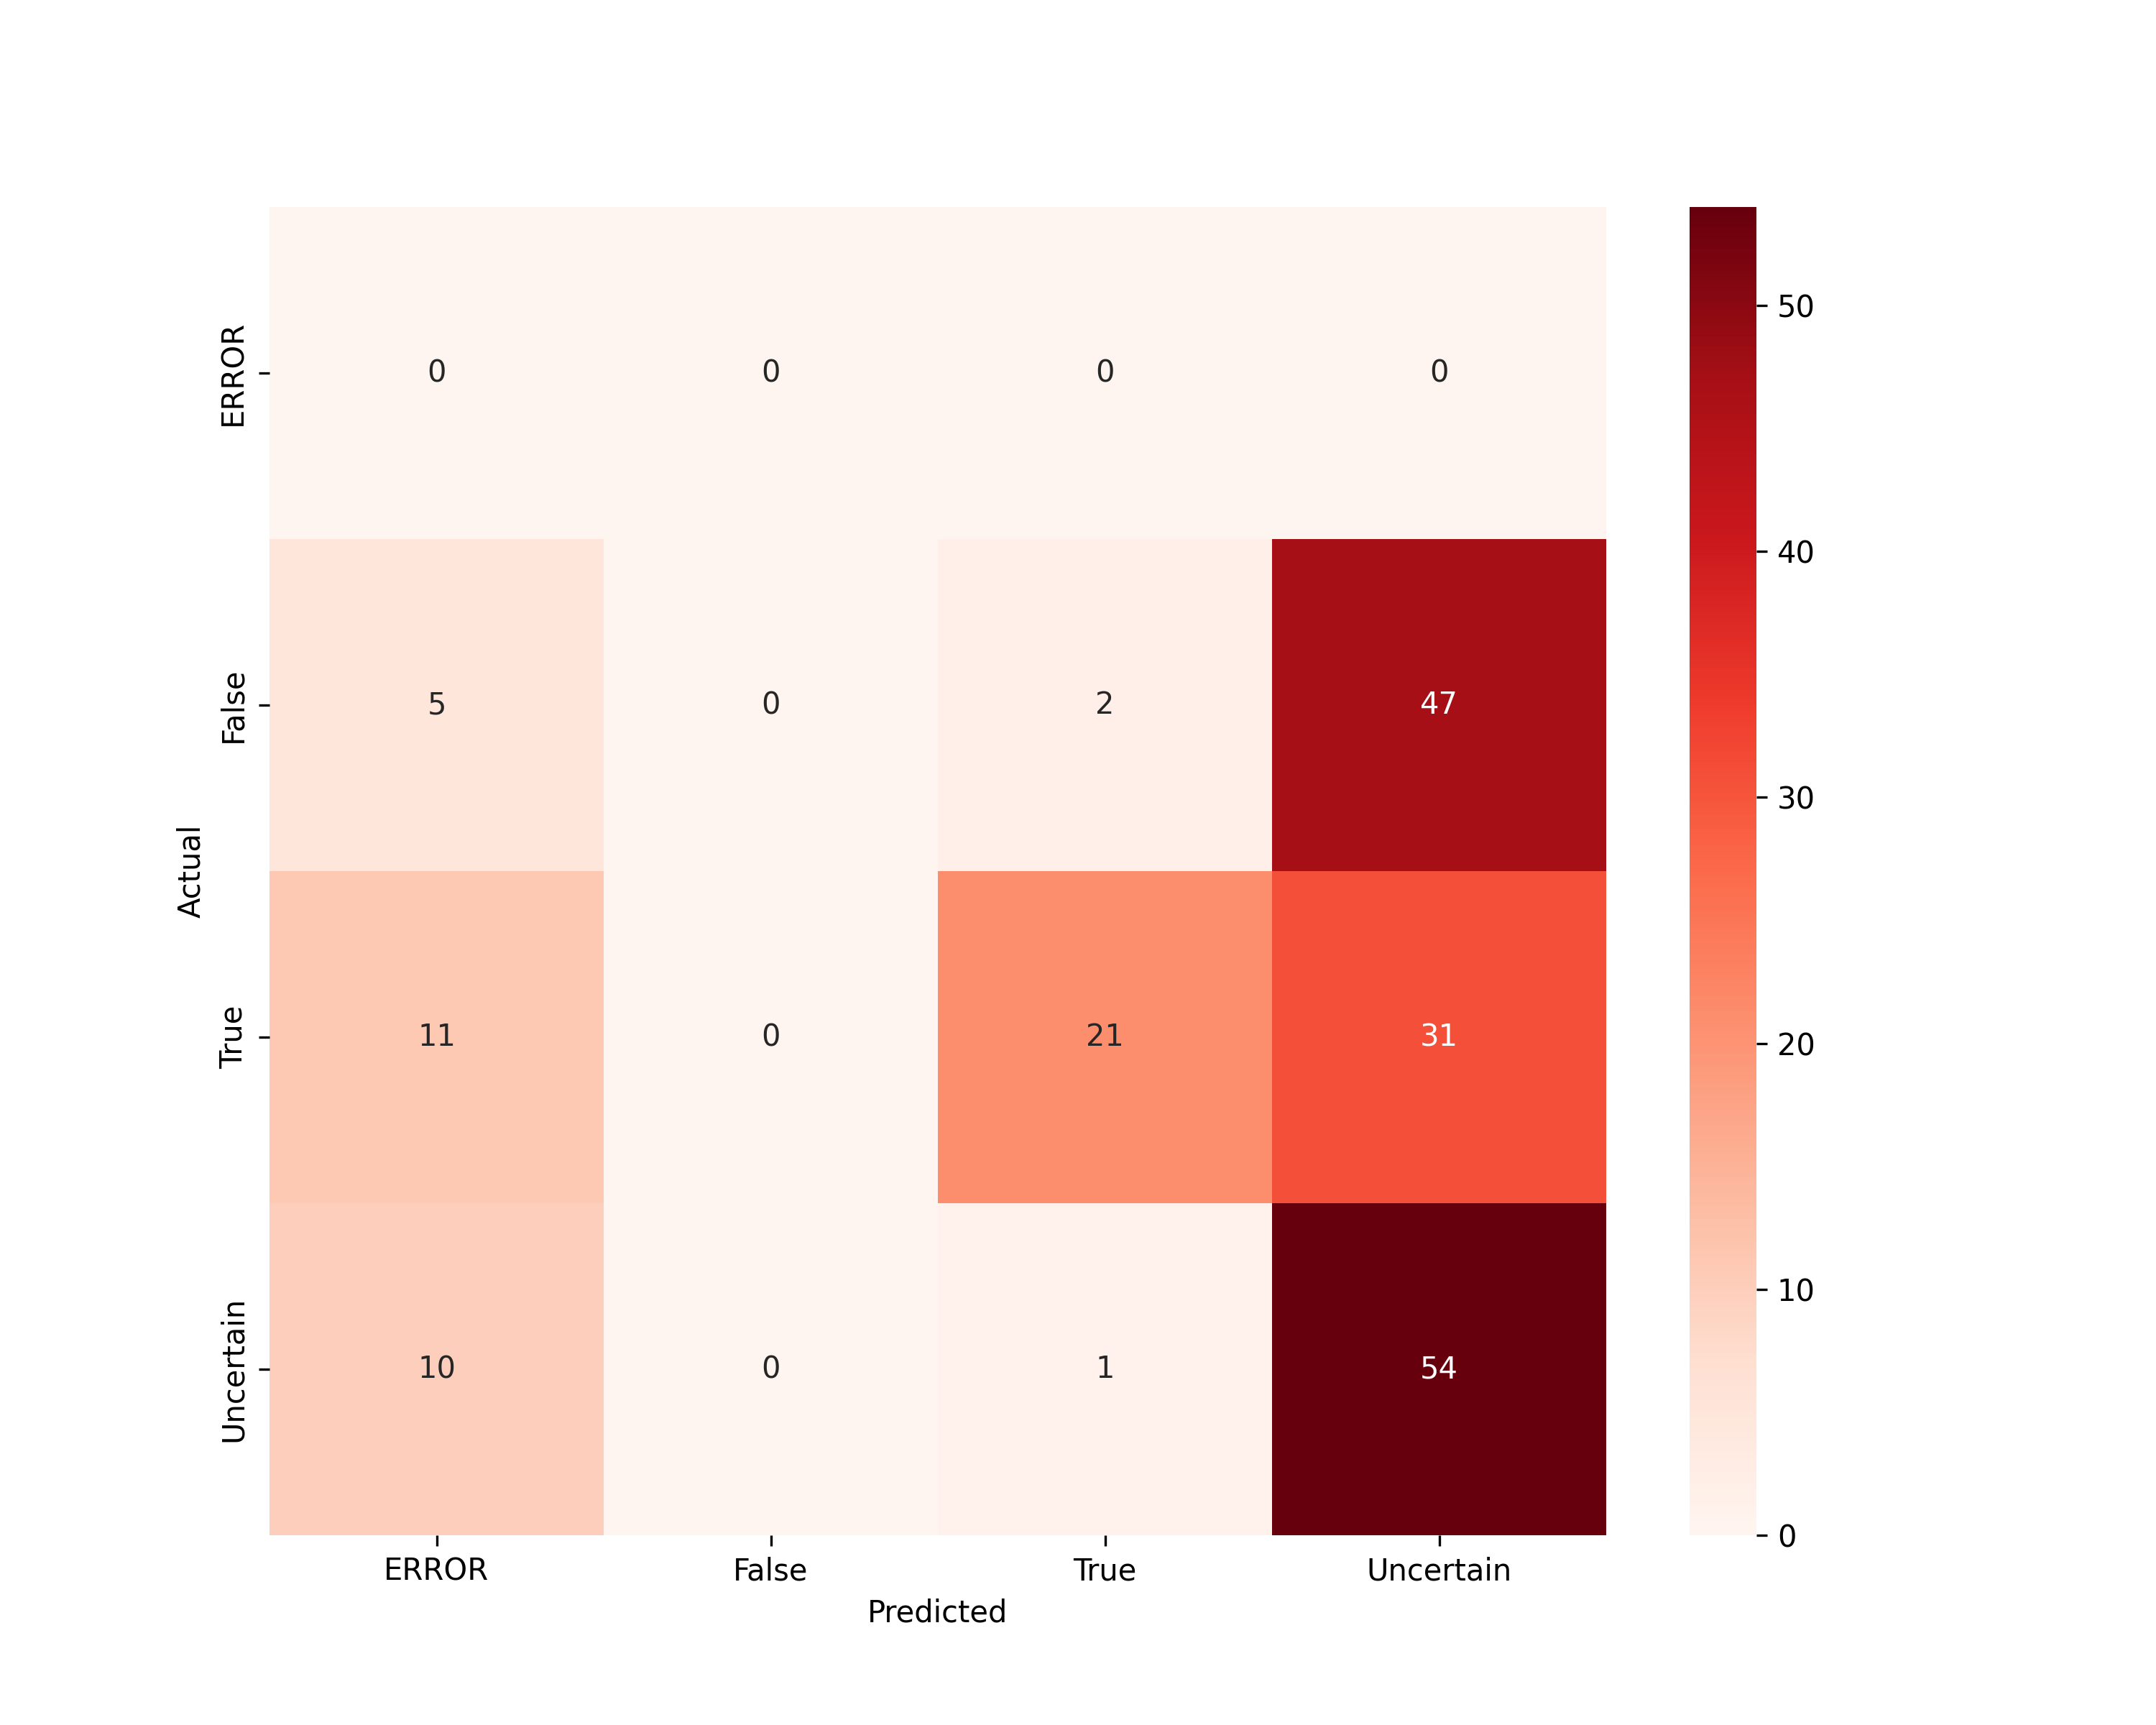 ERROR
0 0 0 0
False
5 0 2 47
True
11 0 21 31
Uncertain
10 0 1 54
Actual
ERROR False True Uncertain
Predicted
50
40
30
20
10
0